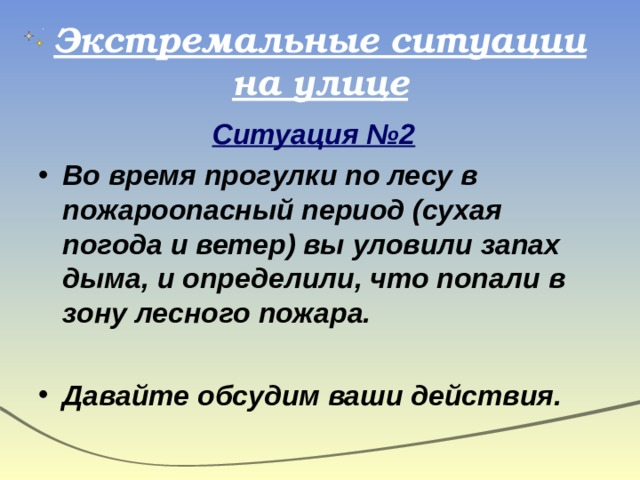 Экстремальные ситуации
на улице
Ситуация №2
• Во время прогулки по лесу в
пожароопасный период (сухая
погода и ветер) вы уловили запах
дыма, и определили, что попали в
зону лесного пожара.
• Давайте обсудим ваши действия.